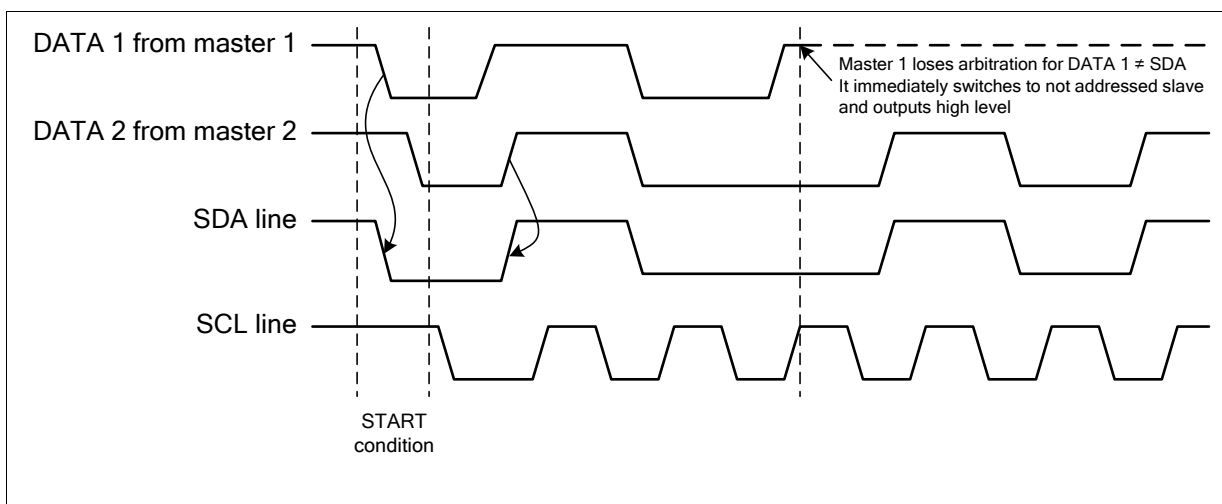 DATA 1 from master 1
Master 1 loses arbitration for DATA 1 ≠ SDA
It immediately switches to not addressed slave
and outputs high level
DATA 2 from master 2
SDA line
SCL line
START
condition